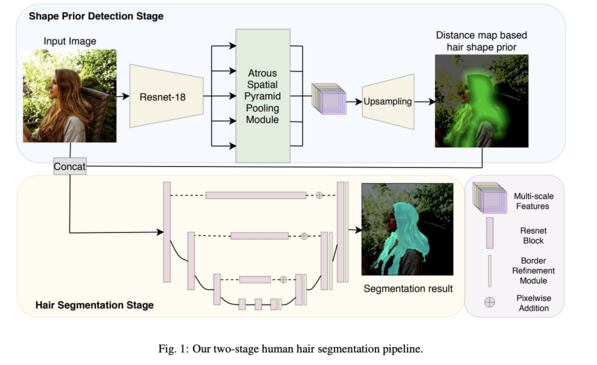 Shape Prior Detection Stage
Input Image
Resnet-18
Atrous
Spatial
Pyramid
Pooling
Module
Upsampling
Distance map based
hair shape prior
Concat
Segmentation result
Hair Segmentation Stage
Multi-scale
Features
Resnet
Block
Border
Refinement
Module
Pixelwise
Addition
Fig. 1: Our two-stage human hair segmentation pipeline.